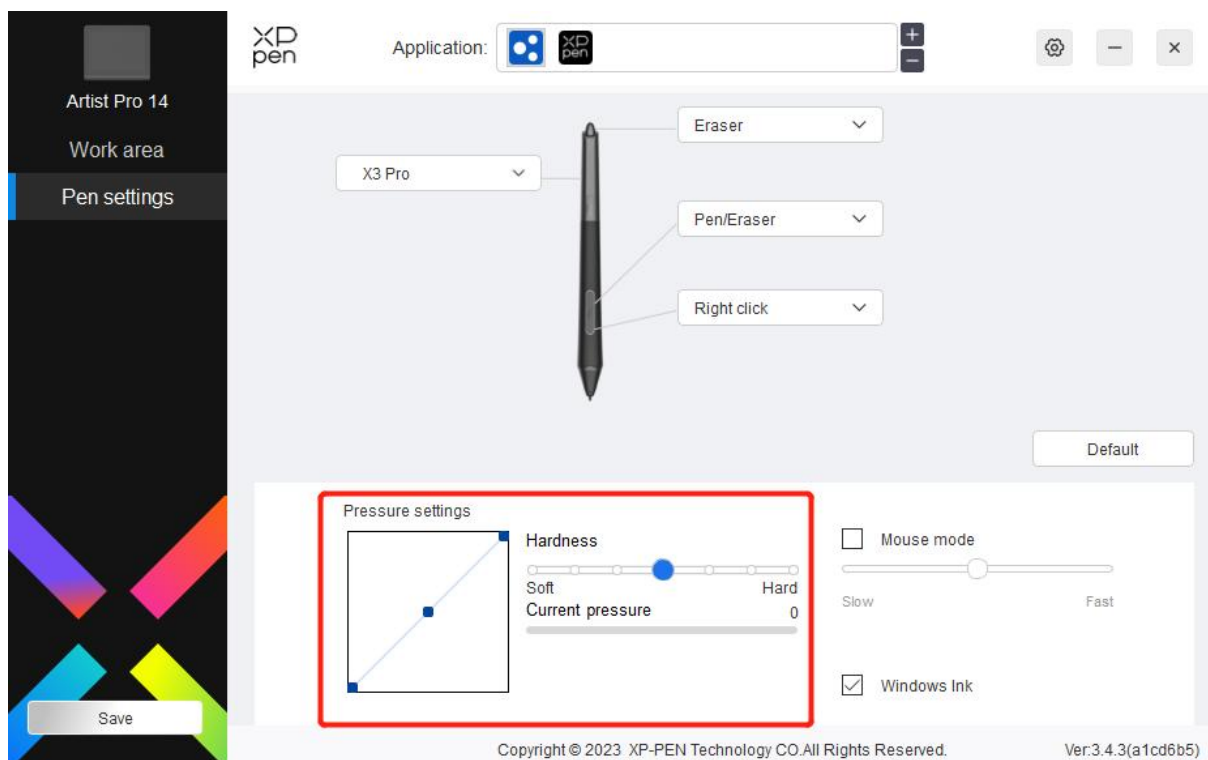 XP
pen
Application:
XP
pen
Artist Pro 14
Work area
Pen settings
Eraser
X3 Pro
Pen/Eraser
Right click
Default
Pressure settings
Hardness
Soft
Hard
Current pressure
0
Mouse mode
Slow
Fast
Windows Ink
Save
Copyright © 2023 XP-PEN Technology CO.All Rights Reserved.
Ver:3.4.3(a1cd6b5)